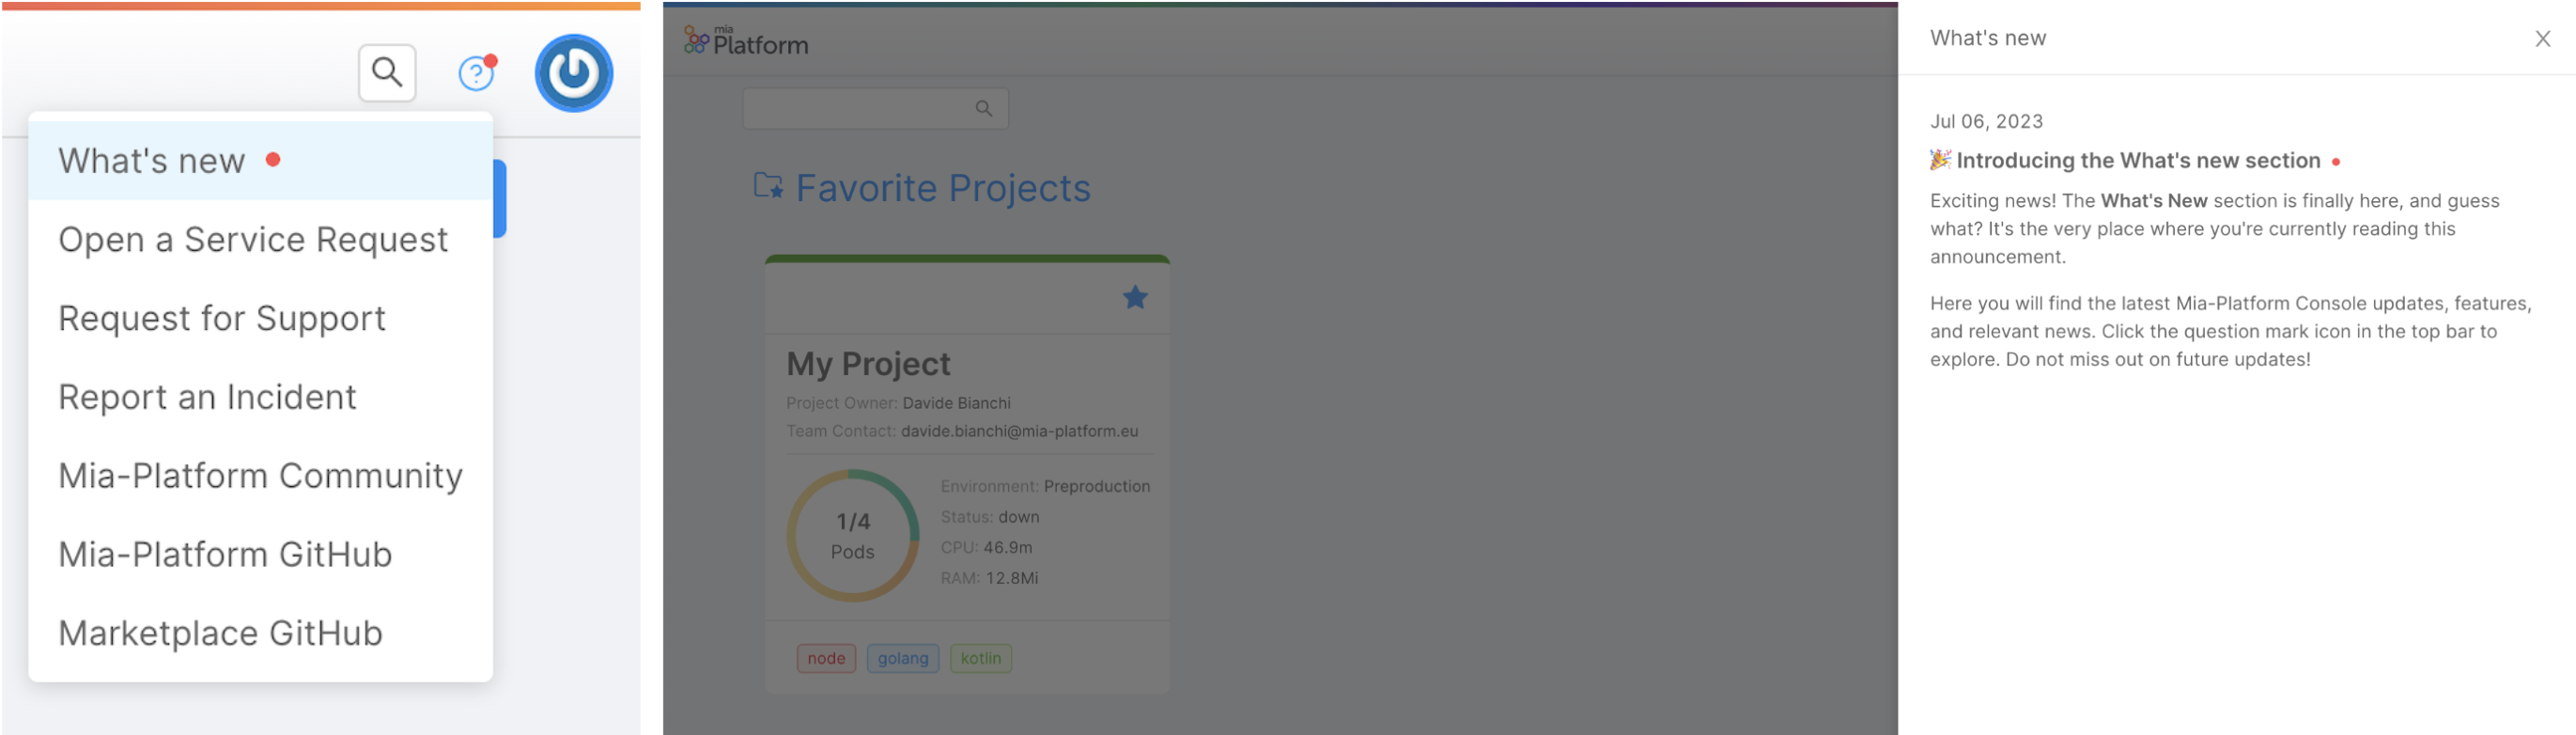 What's new
Open a Service Request
Request for Support
Report an Incident
Mia-Platform Community
Mia-Platform GitHub
Marketplace GitHub
mia
Platform
Favorite Projects
My Project
Project Owner: Davide Bianchi
Team Contact: davide.bianchi@mia-platform.eu
1/4
Pods
Environment: Preproduction
Status: down
CPU: 46.9m
RAM: 12.8Mi
node golang kotlin
What's new
Jul 06, 2023
🎉 Introducing the What's new section
Exciting news! The What's New section is finally here, and guess
what? It's the very place where you're currently reading this
announcement.
Here you will find the latest Mia-Platform Console updates, features,
and relevant news. Click the question mark icon in the top bar to
explore. Do not miss out on future updates!